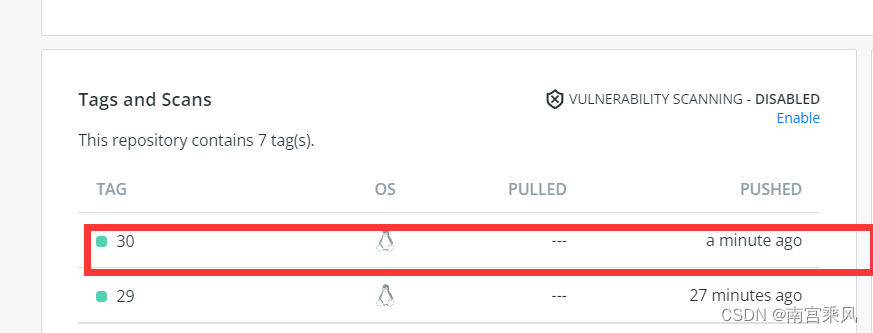 Tags and Scans
VULNERABILITY SCANNING - DISABLED
Enable
This repository contains 7 tag(s).
TAG OS PULLED PUSHED
30 --- a minute ago
29 --- 27 minutes ago
CSDN @南宫乘风